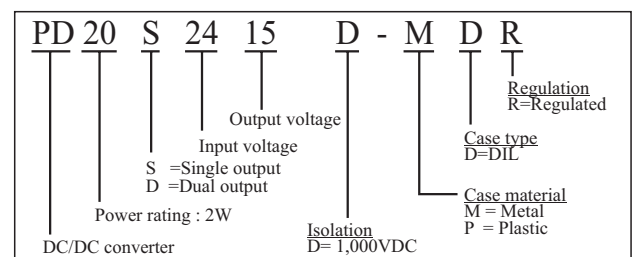 PD 20 S 24 15 D - M D R
Regulation
R=Regulated
Output voltage
Case type
D=DIL
Input voltage
S =Single output
D =Dual output
Case material
M = Metal
P = Plastic
Power rating : 2W
Isolation
D= 1,000VDC
DC/DC converter